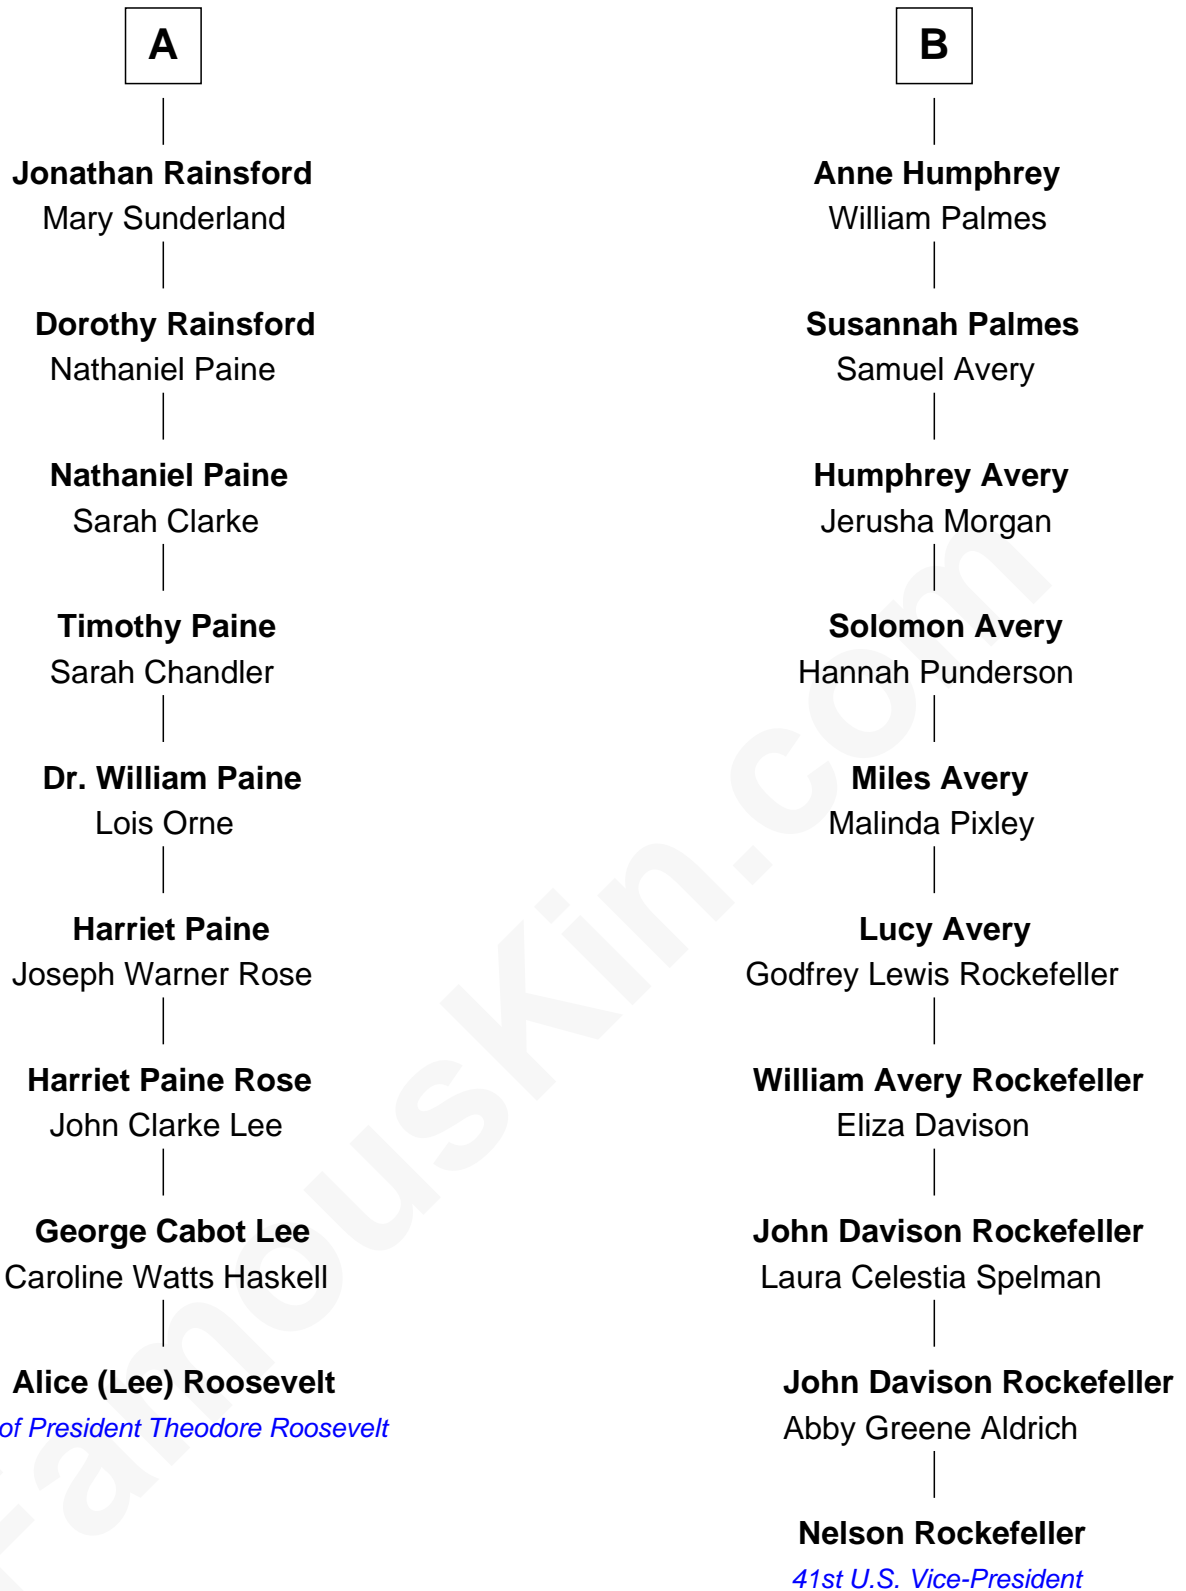 A
Jonathan Rainsford
Mary Sunderland
Dorothy Rainsford
Nathaniel Paine
Nathaniel Paine
Sarah Clarke
Timothy Paine
Sarah Chandler
Dr. William Paine
Lois Orne
Harriet Paine
Joseph Warner Rose
Harriet Paine Rose
John Clarke Lee
George Cabot Lee
Caroline Watts Haskell
Alice (Lee) Roosevelt
of President Theodore Roosevelt
B
Anne Humphrey
William Palmes
Susannah Palmes
Samuel Avery
Humphrey Avery
Jerusha Morgan
Solomon Avery
Hannah Punderson
Miles Avery
Malinda Pixley
Lucy Avery
Godfrey Lewis Rockefeller
William Avery Rockefeller
Eliza Davison
John Davison Rockefeller
Laura Celestia Spelman
John Davison Rockefeller
Abby Greene Aldrich
Nelson Rockefeller
41st U.S. Vice-President
FamousKin.com